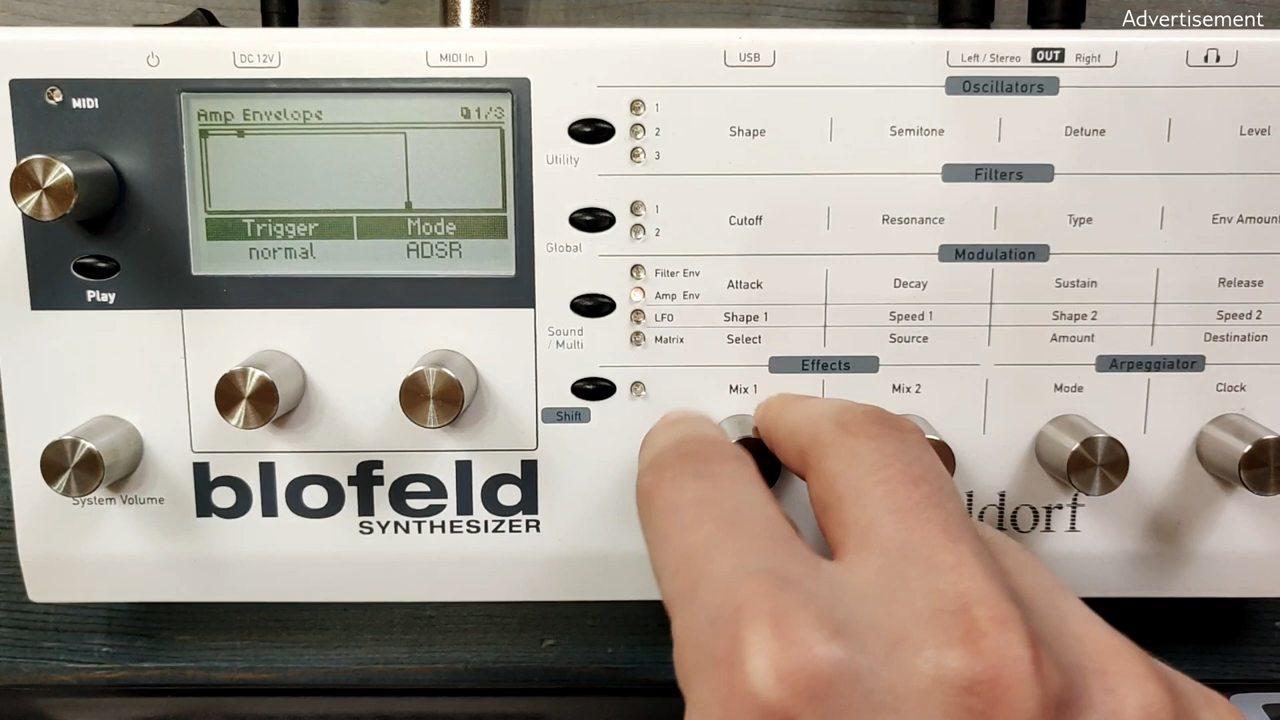 Advertisement
DC 12V
MIDI In
USB
Left / Stereo OUT Right
MIDI
Amp Envelope 1/3
Trigger Mode
normal ADSR
Play
System Volume
blofeld
SYNTHESIZER
Utility
Global
Sound
/ Multi
Shift
Oscillators
1
2
3
Shape Semitone Detune Level
Filters
1
2
Cutoff Resonance Type Env Amoun
Modulation
Filter Env
Amp Env
LFO
Matrix
Attack Decay Sustain Release
Shape 1 Speed 1 Shape 2 Speed 2
Select Source Amount Destination
Effects Arpeggiator
Mix 1 Mix 2 Mode Clock
ldorf